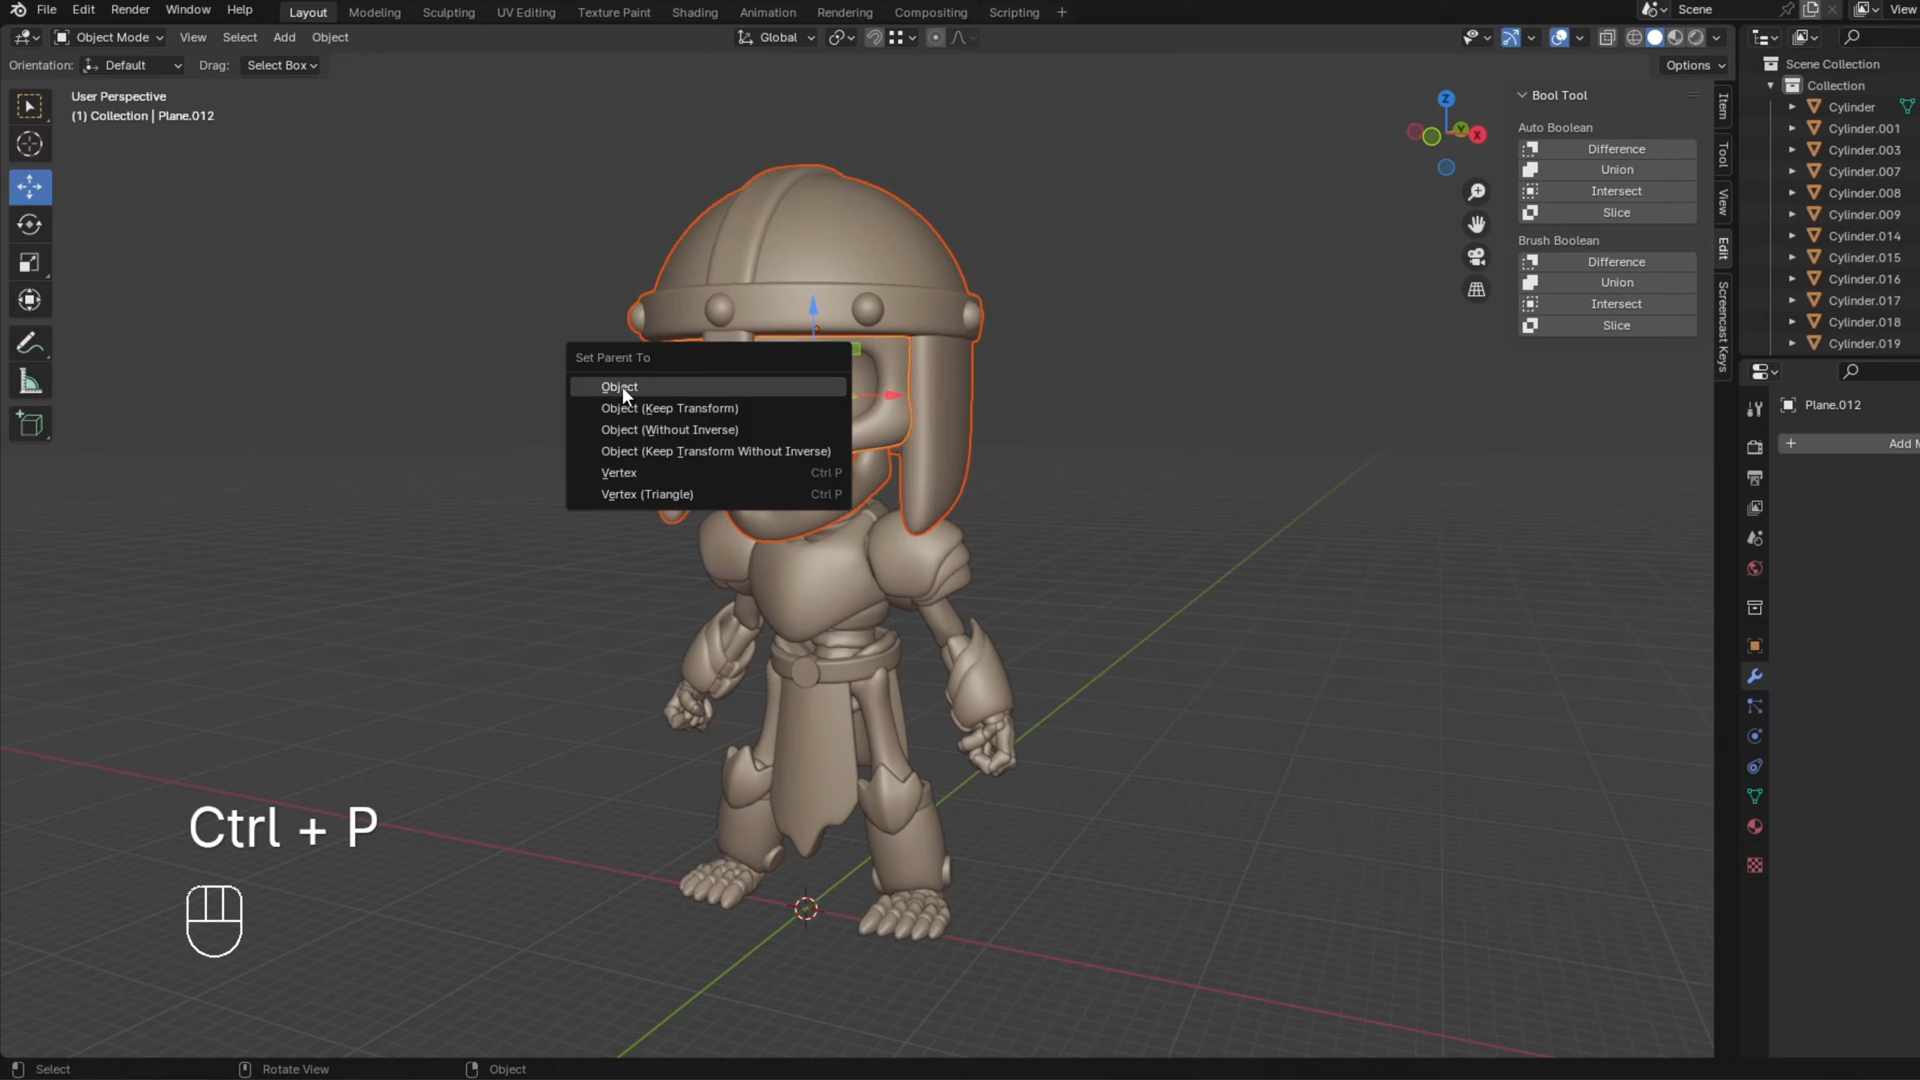 File Edit Render Window Help Layout Modeling Sculpting UV Editing Texture Paint Shading Animation Rendering Compositing Scripting + Scene View
Object Mode View Select Add Object Global
Orientation: Default Drag: Select Box Options
User Perspective
(1) Collection | Plane.012
Z
Y
X
Bool Tool
Auto Boolean
Difference
Union
Intersect
Slice
Brush Boolean
Difference
Union
Intersect
Slice
Item
Tool
View
Edit
Screencast Keys
Scene Collection
Collection
Cylinder
Cylinder.001
Cylinder.003
Cylinder.007
Cylinder.008
Cylinder.009
Cylinder.014
Cylinder.015
Cylinder.016
Cylinder.017
Cylinder.018
Cylinder.019
Plane.012
+ Add M
Set Parent To
Object
Object (Keep Transform)
Object (Without Inverse)
Object (Keep Transform Without Inverse)
Vertex Ctrl P
Vertex (Triangle) Ctrl P
Ctrl + P
Select Rotate View Object